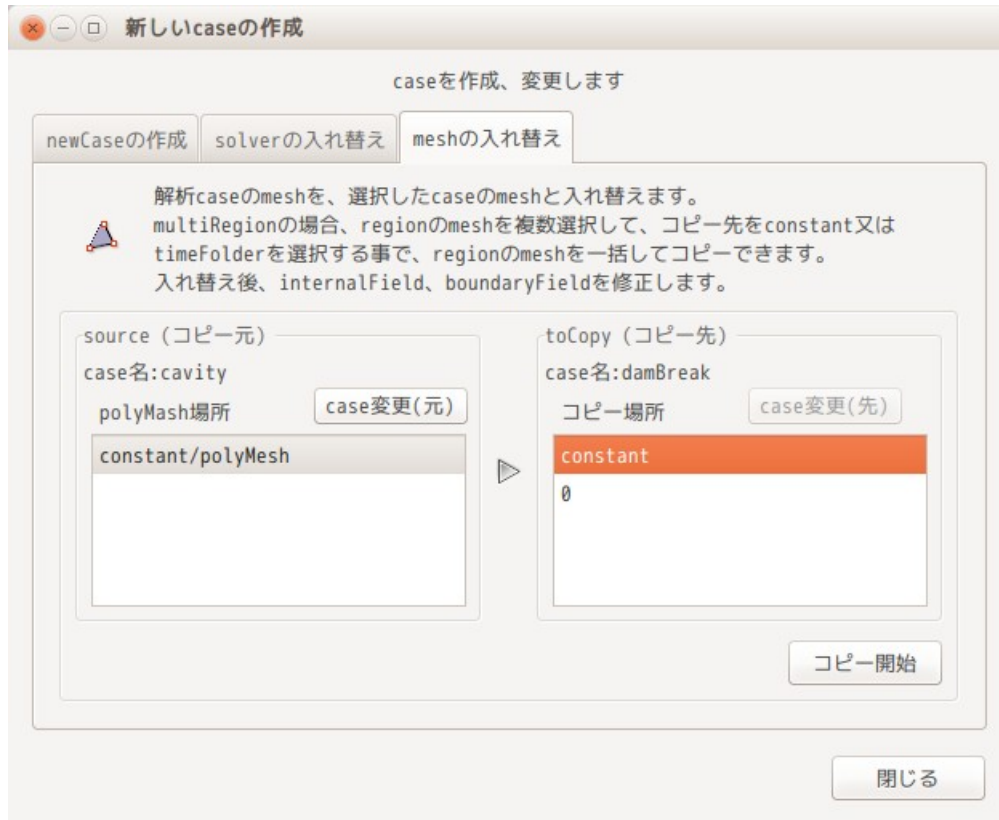 新しいcaseの作成
caseを作成、変更します
newCaseの作成 solverの入れ替え meshの入れ替え
解析caseのmeshを、選択したcaseのmeshと入れ替えます。
multiRegionの場合、regionのmeshを複数選択して、コピー先をconstant又は
timeFolderを選択する事で、regionのmeshを一括してコピーできます。
入れ替え後、internalField、boundaryFieldを修正します。
source (コピー元)
case名:cavity
polyMash場所 case変更(元)
constant/polyMesh
toCopy (コピー先)
case名:damBreak
コピー場所 case変更(先)
constant
0
コピー開始
閉じる